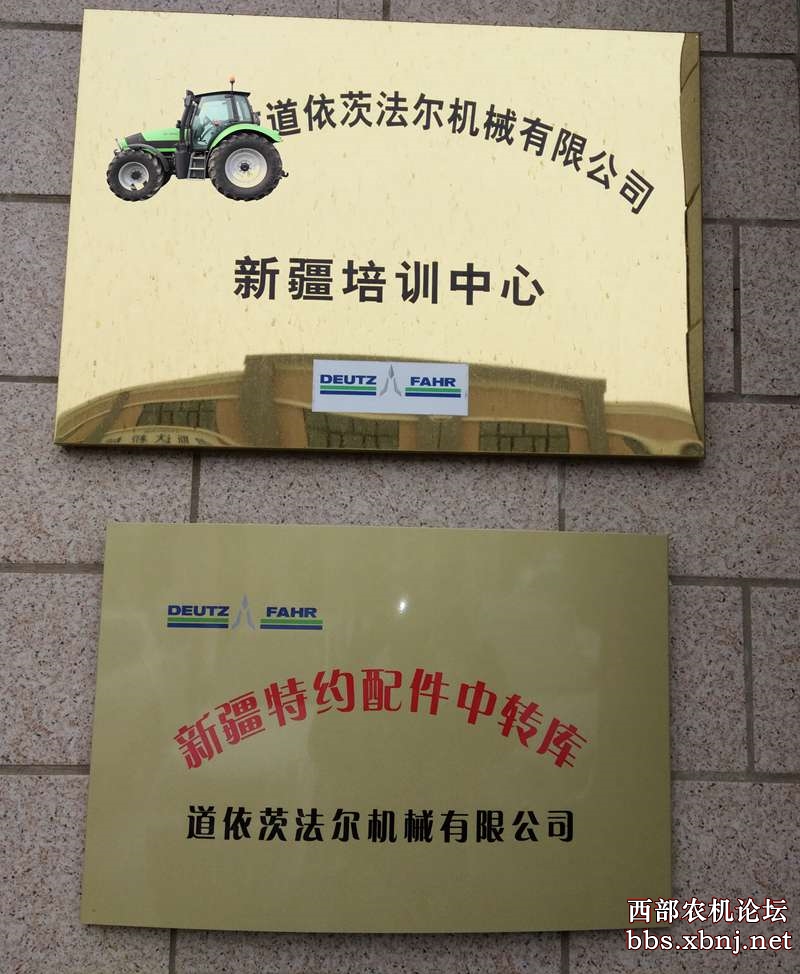 道依茨法尔机械有限公司
新疆培训中心
DEUTZ FAHR
DEUTZ FAHR
新疆特约配件中转库
道依茨法尔机械有限公司
西部农机论坛
bbs.xbnj.net